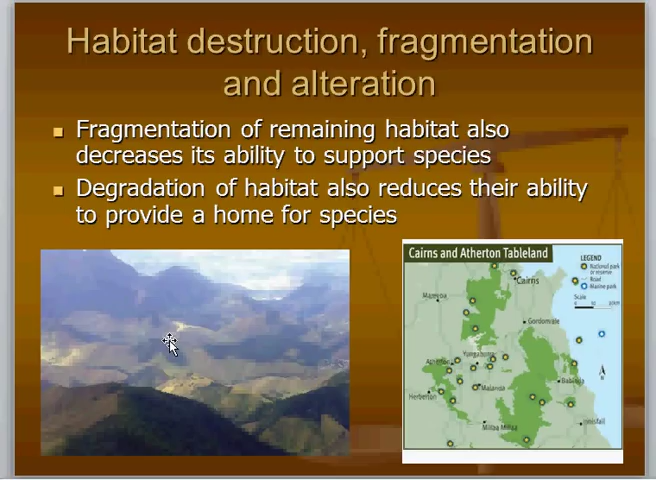 Habitat destruction, fragmentation
and alteration
Fragmentation of remaining habitat also
decreases its ability to support species
Degradation of habitat also reduces their ability
to provide a home for species
Cairns and Atherton Tableland
LEGEND
National park
or reserve
Road
Marine park
Scale
Cairns
Mareeba
Gordonvale
Yungaburra
Atherton
Malanda
Babinda
Herberton
Millaa Millaa
Innisfail